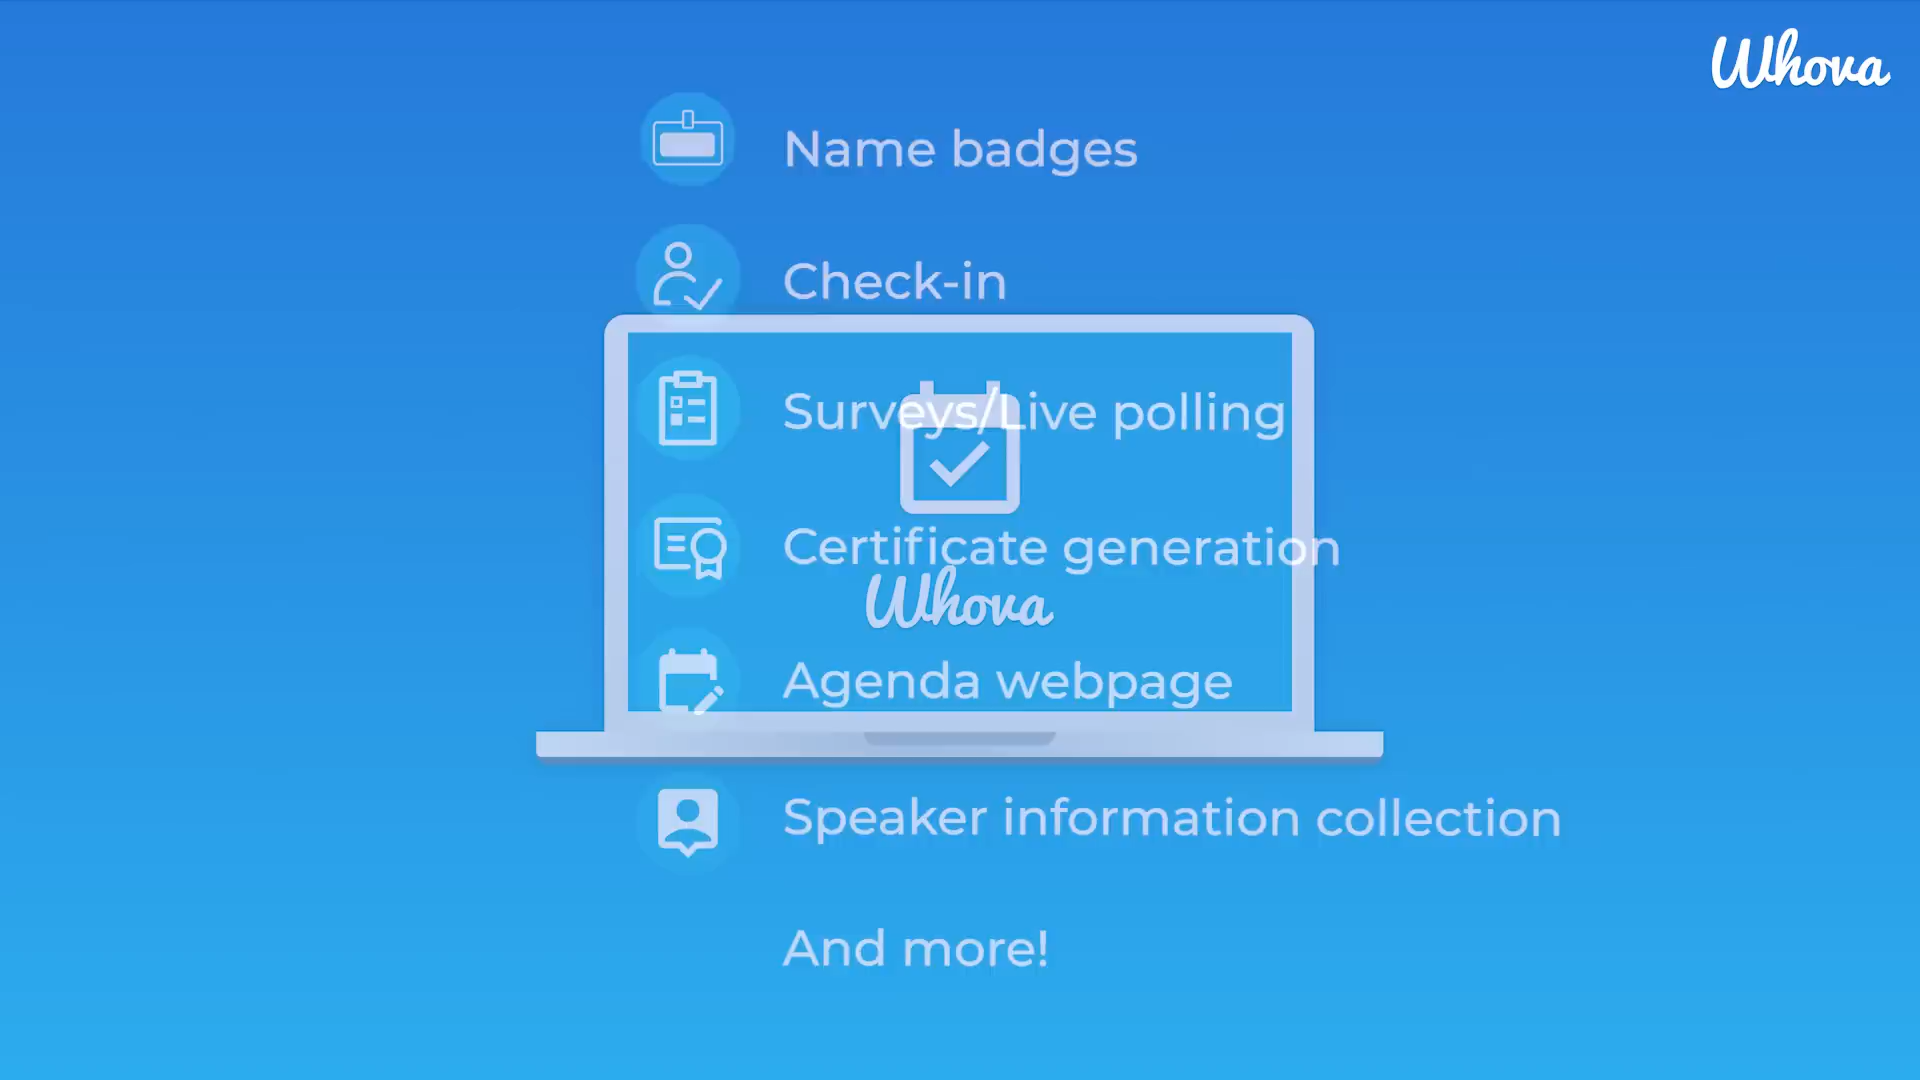 Whova
Name badges
Check-in
Surveys/Live polling
Certificate generation
Whova
Agenda webpage
Speaker information collection
And more!